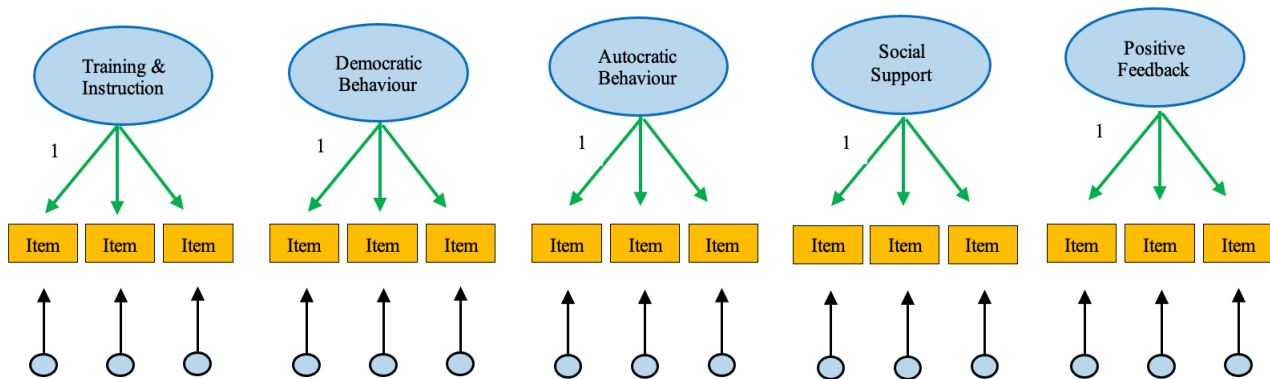 Training &
Instruction
Democratic
Behaviour
Autocratic
Behaviour
Social
Support
Positive
Feedback
1
1
1
1
1
Item Item Item
Item Item Item
Item Item Item
Item Item Item
Item Item Item